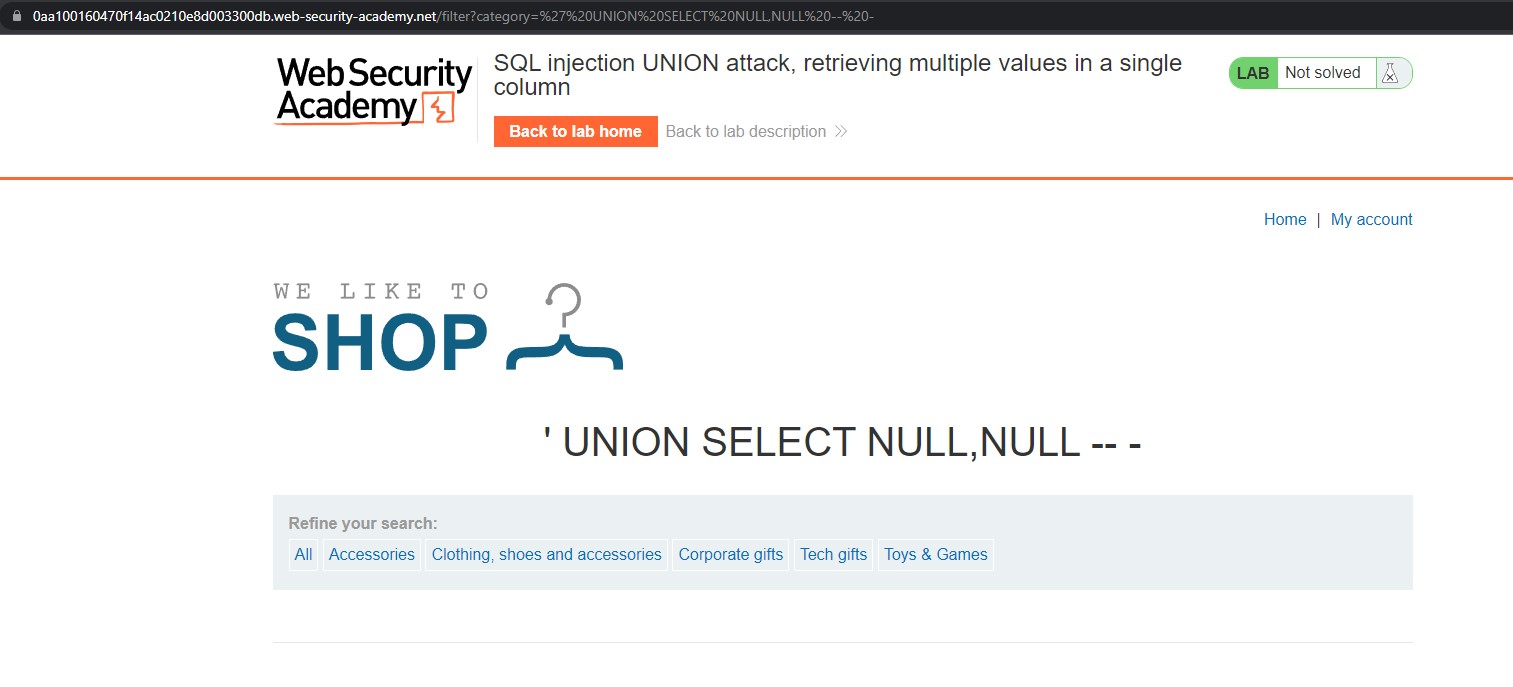 0aa100160470f14ac0210e8d003300db.web-security-academy.net/filter?category=%27%20UNION%20SELECT%20NULL,NULL%20--%20-
WebSecurity
Academy
SQL injection UNION attack, retrieving multiple values in a single
column
LAB Not solved
Back to lab home Back to lab description
Home | My account
WE LIKE TO
SHOP
' UNION SELECT NULL,NULL -- -
Refine your search:
All Accessories Clothing, shoes and accessories Corporate gifts Tech gifts Toys & Games